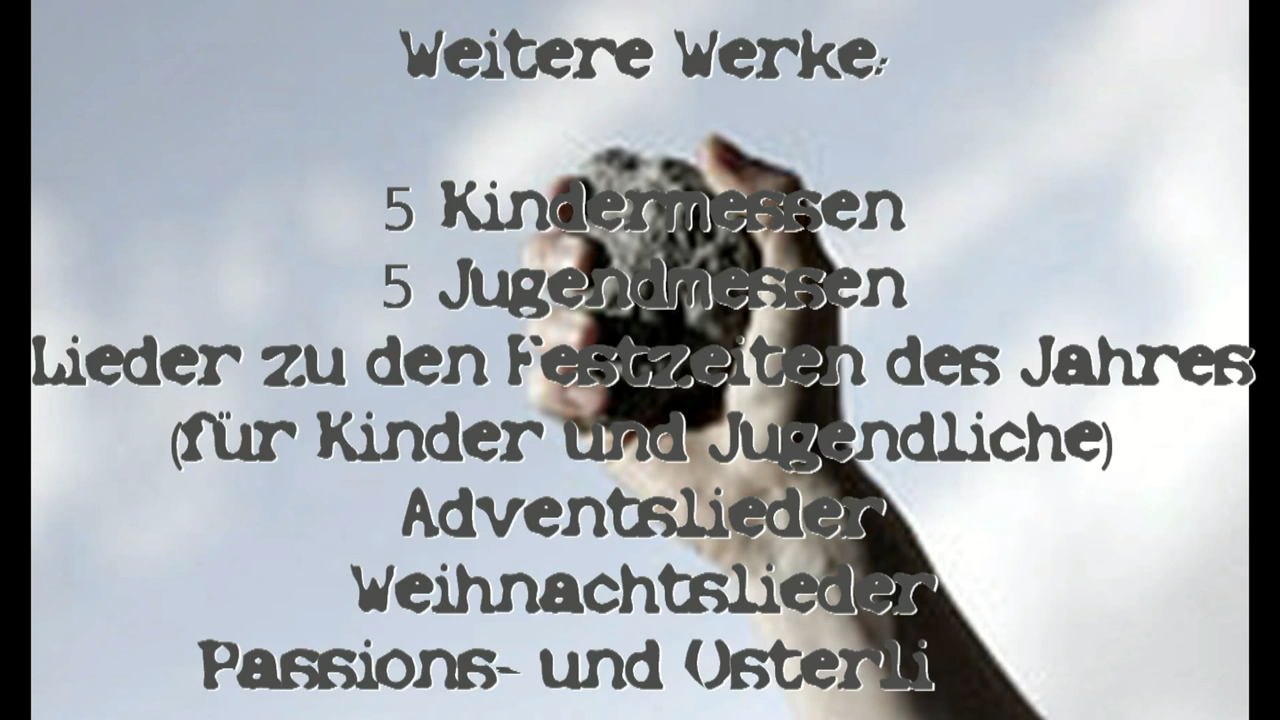 Weitere Werke:
5 Kindermessen
5 Jugendmessen
Lieder zu den Festzeiten des Jahres
(für Kinder und Jugendliche)
Adventslieder
Weihnachtslieder
Passions- und Osterli